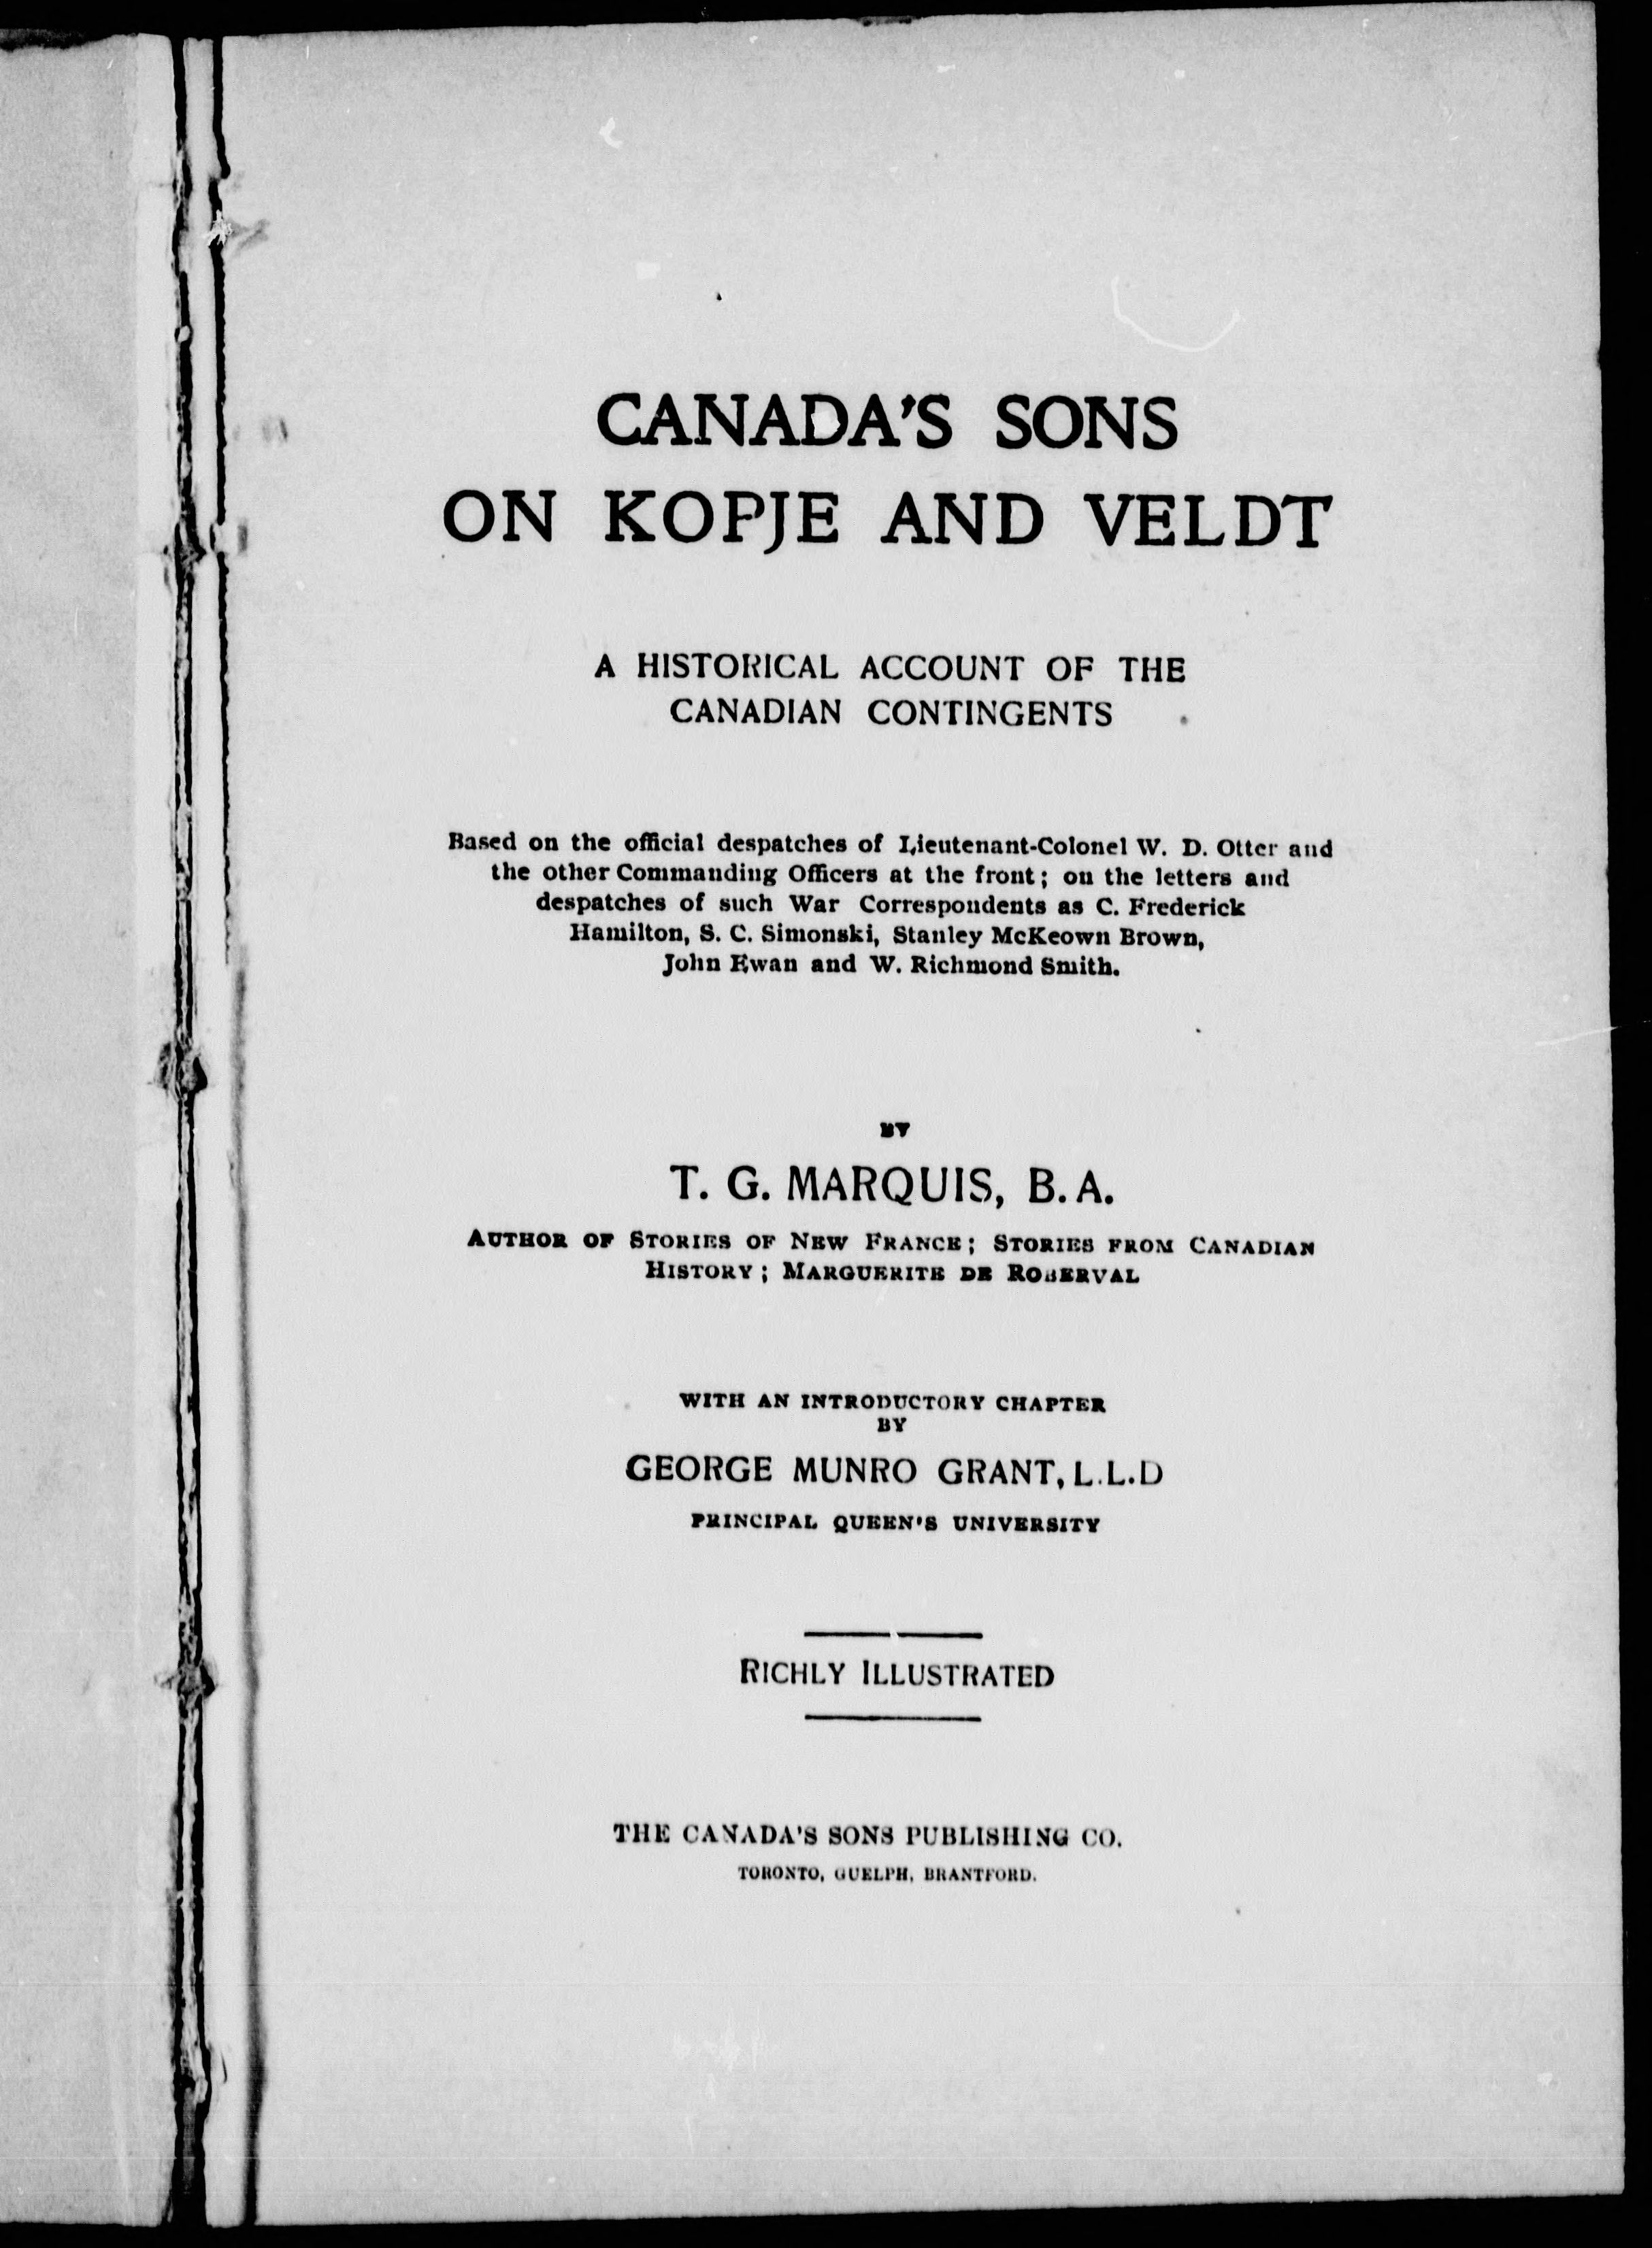 CANADA'S SONS
ON KOPJE AND VELDT
A HISTORICAL ACCOUNT OF THE
CANADIAN CONTINGENTS
Based on the official despatches of Lieutenant-Colonel W. D. Otter and
the other Commanding Officers at the front; on the letters and
despatches of such War Correspondents as C. Frederick
Hamilton, S. C. Simonski, Stanley McKeown Brown,
John Ewan and W. Richmond Smith.
BY
T. G. MARQUIS, B. A.
AUTHOR OF STORIES OF NEW FRANCE; STORIES FROM CANADIAN
HISTORY; MARGUERITE DE ROBERVAL
WITH AN INTRODUCTORY CHAPTER
BY
GEORGE MUNRO GRANT, L.L.D
PRINCIPAL QUEEN'S UNIVERSITY
RICHLY ILLUSTRATED
THE CANADA'S SONS PUBLISHING CO.
TORONTO, GUELPH, BRANTFORD.